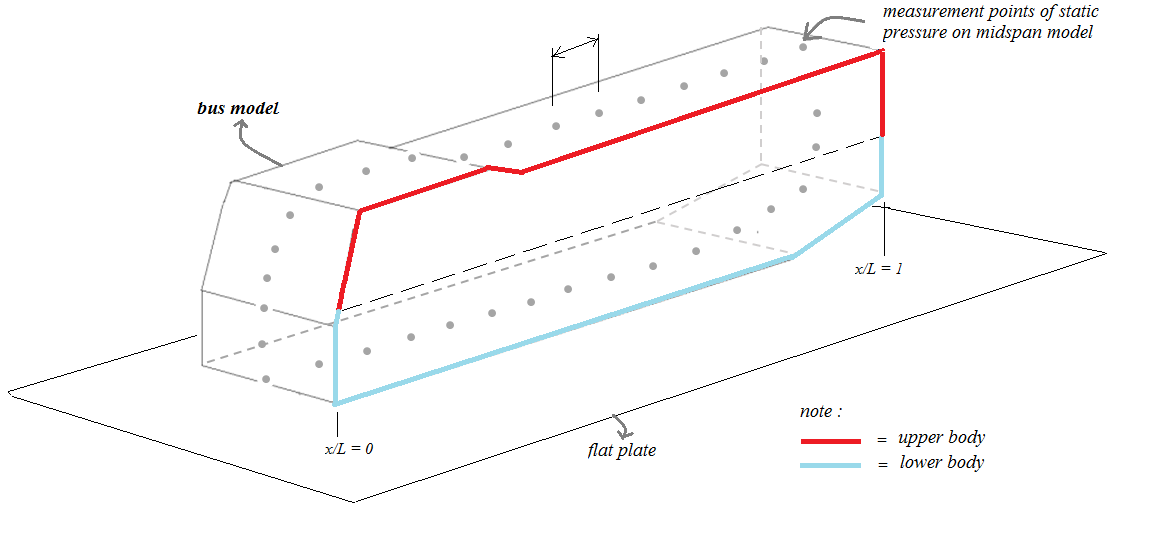 measurement points of static
pressure on midspan model
bus model
x/L = 1
x/L = 0
flat plate
note :
= upper body
= lower body